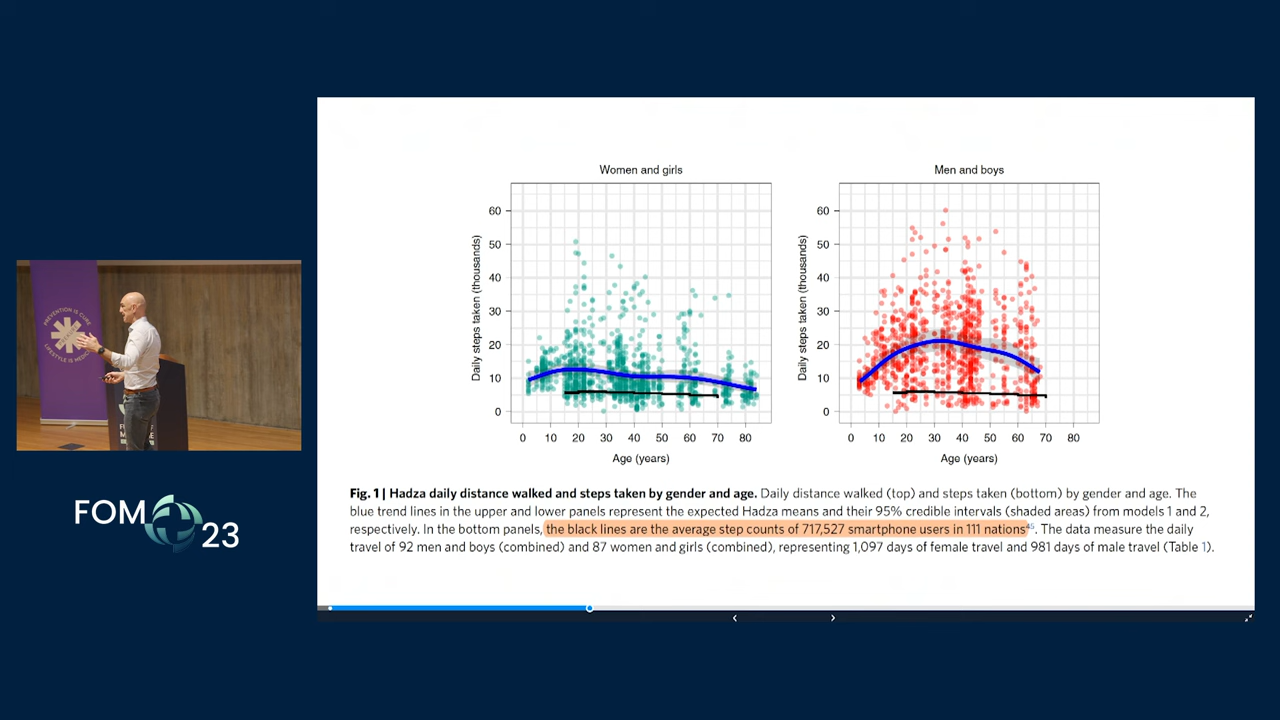 Women and girls
Men and boys
Daily steps taken (thousands)
60
50
40
30
20
10
0
0 10 20 30 40 50 60 70 80
Age (years)
Daily steps taken (thousands)
60
50
40
30
20
10
0
0 10 20 30 40 50 60 70 80
Age (years)
Fig. 1 | Hadza daily distance walked and steps taken by gender and age. Daily distance walked (top) and steps taken (bottom) by gender and age. The
blue trend lines in the upper and lower panels represent the expected Hadza means and their 95% credible intervals (shaded areas) from models 1 and 2,
respectively. In the bottom panels, the black lines are the average step counts of 717,527 smartphone users in 111 nations45. The data measure the daily
travel of 92 men and boys (combined) and 87 women and girls (combined), representing 1,097 days of female travel and 981 days of male travel (Table 1).
PREVENTION IS CURE
LIFESTYLE IS MEDICINE
FOM 23